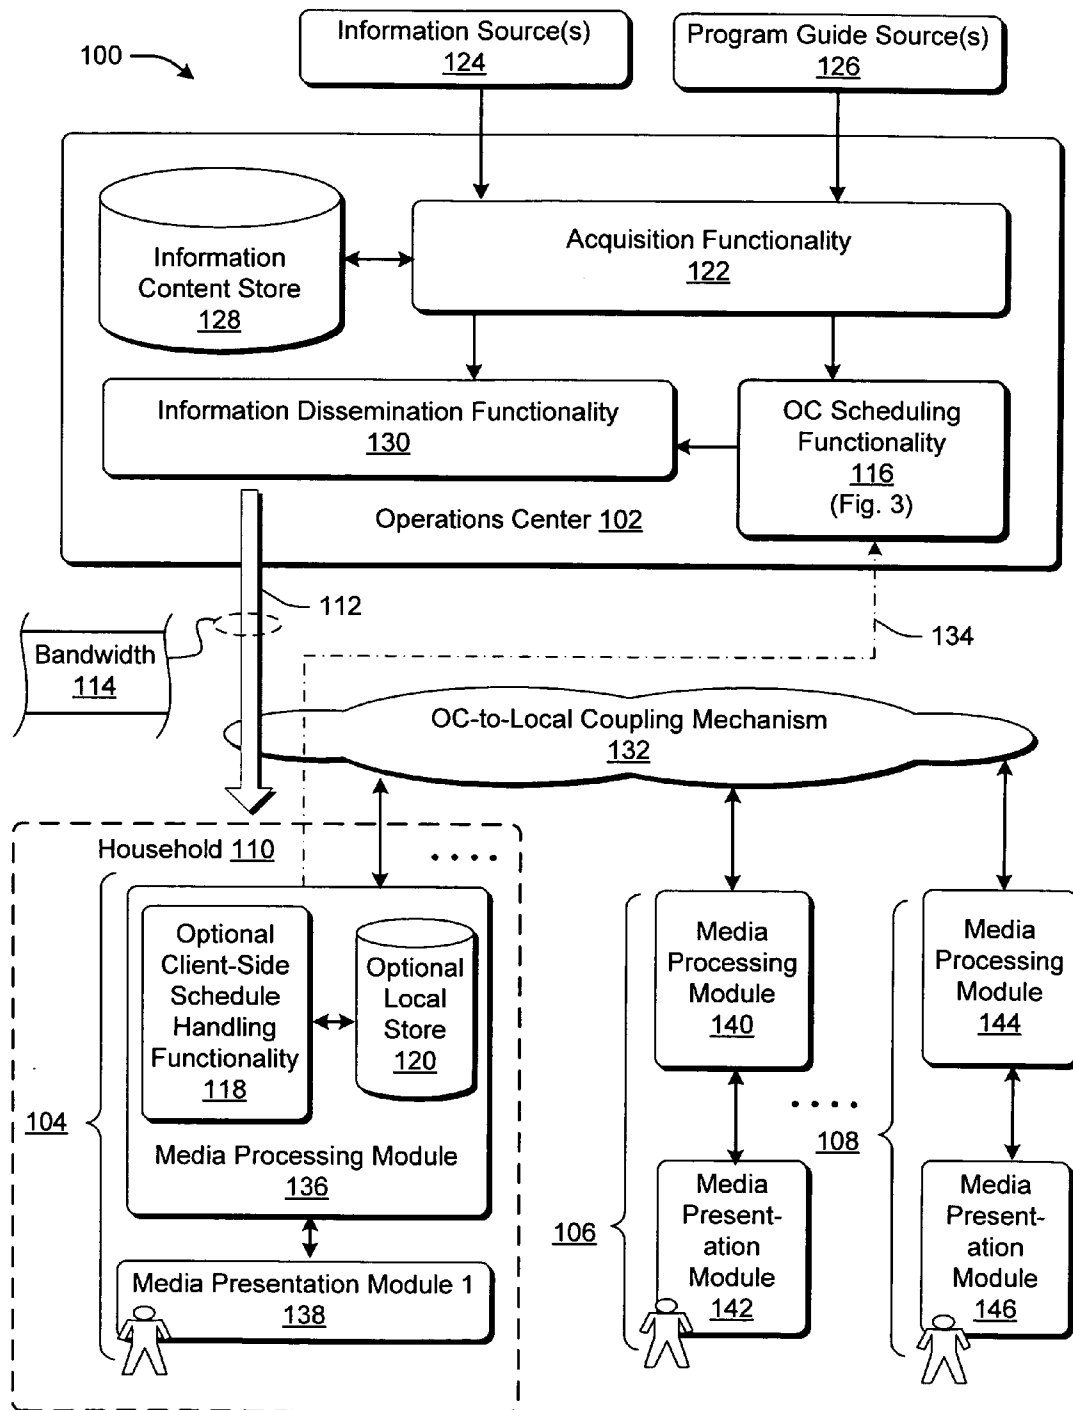 100
Information Source(s)
124
Program Guide Source(s)
126
Information
Content Store
128
Acquisition Functionality
122
Information Dissemination Functionality
130
OC Scheduling
Functionality
116
(Fig. 3)
Operations Center 102
112
134
Bandwidth
114
OC-to-Local Coupling Mechanism
132
Household 110
Optional
Client-Side
Schedule
Handling
Functionality
118
Optional
Local
Store
120
Media Processing Module
136
104
Media Presentation Module 1
138
Media
Processing
Module
140
106
Media
Present-
ation
Module
142
Media
Processing
Module
144
108
Media
Present-
ation
Module
146